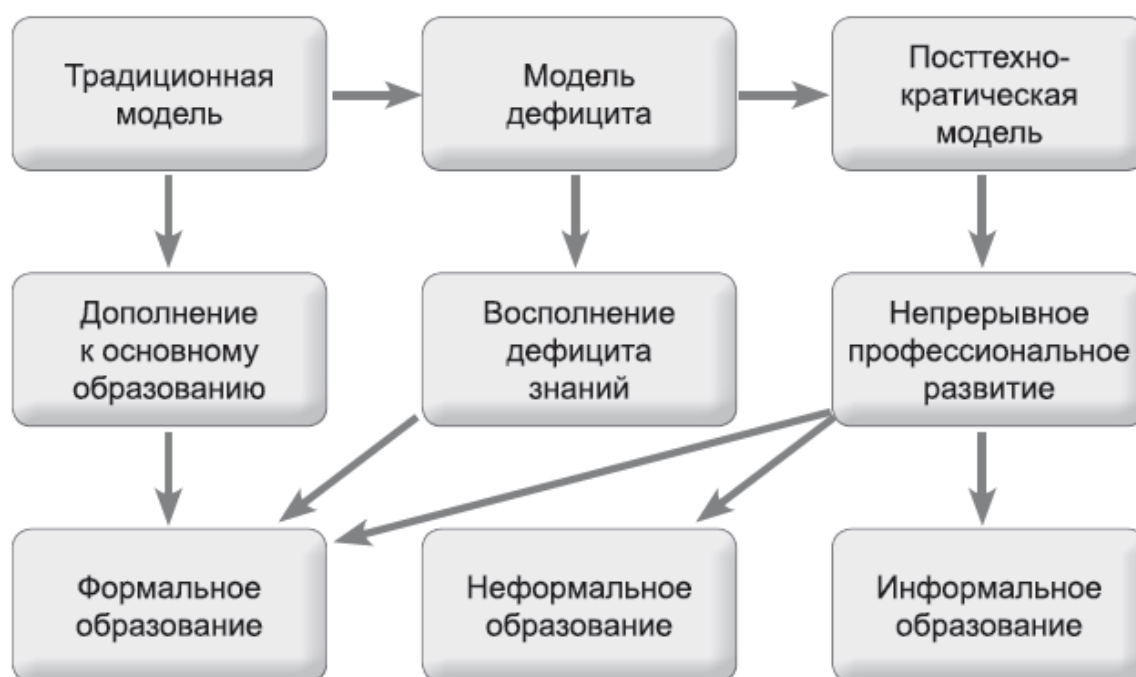 Традиционная
модель
Модель
дефицита
Посттехно-
кратическая
модель
Дополнение
к основному
образованию
Восполнение
дефицита
знаний
Непрерывное
профессиональное
развитие
Формальное
образование
Неформальное
образование
Информальное
образование